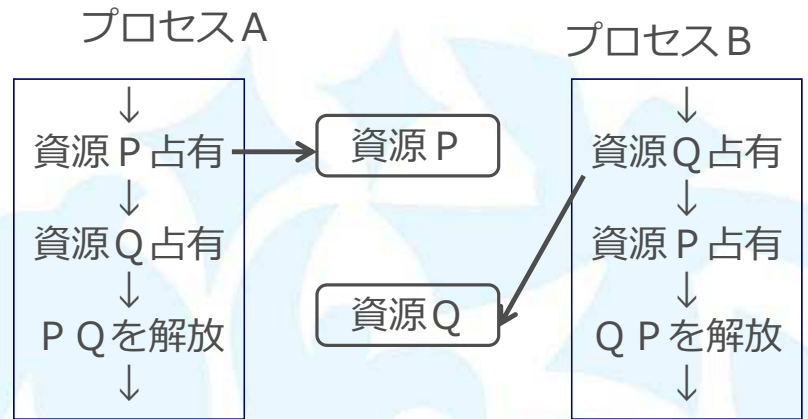 プロセスA
↓
資源P占有
↓
資源Q占有
↓
PQを解放
↓
資源P
資源Q
プロセスB
↓
資源Q占有
↓
資源P占有
↓
QPを解放
↓